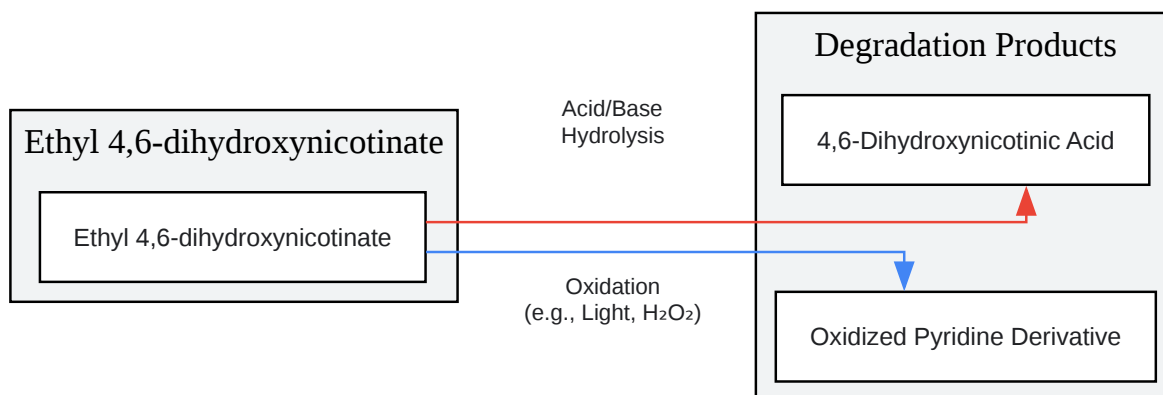 Ethyl 4,6-dihydroxynicotinate
Ethyl 4,6-dihydroxynicotinate
Acid/Base
Hydrolysis
Oxidation
(e.g., Light, H₂O₂)
Degradation Products
4,6-Dihydroxynicotinic Acid
Oxidized Pyridine Derivative